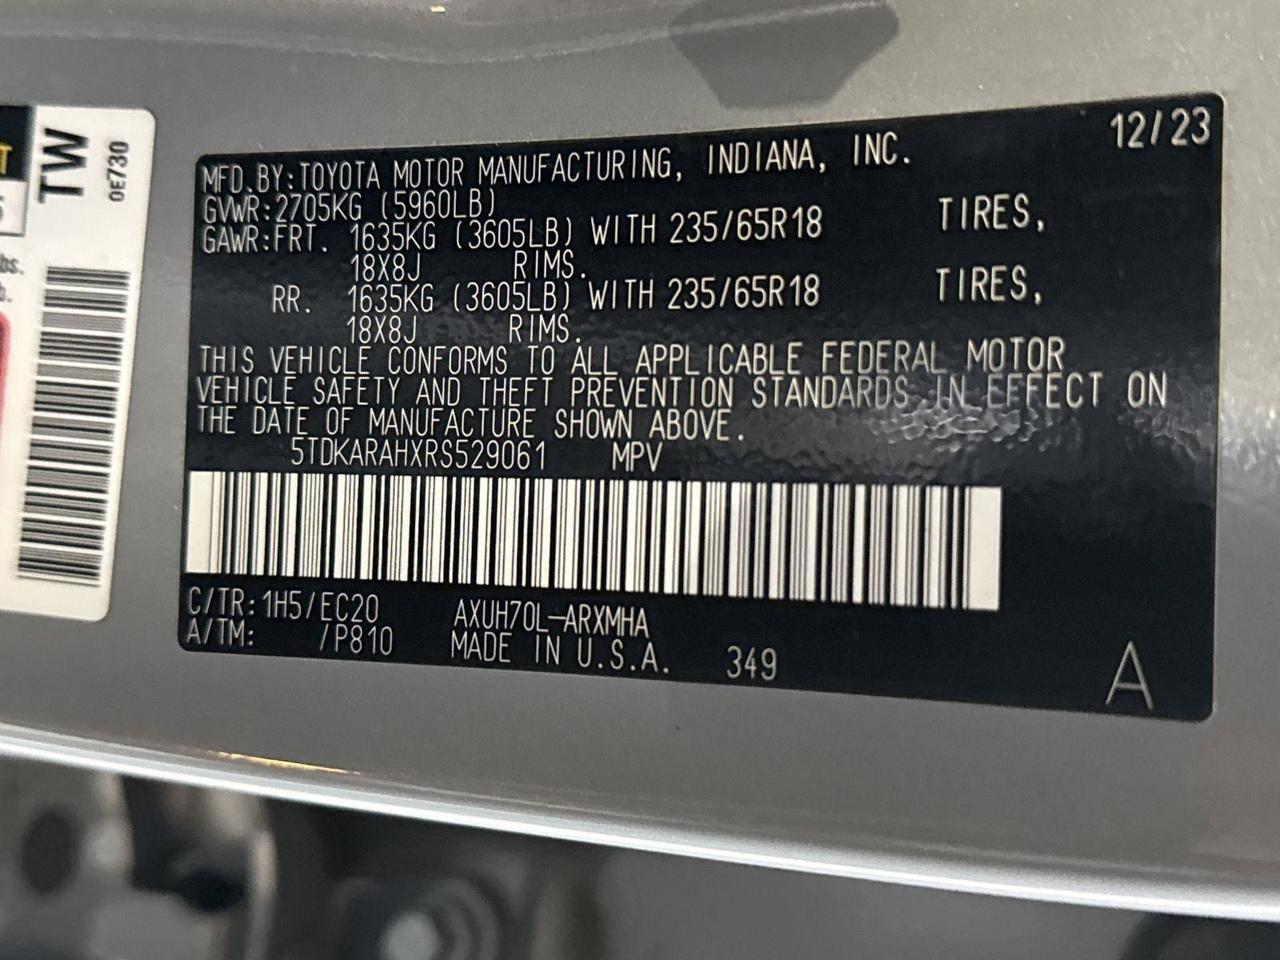 TW
0E730
12/23
MFD.BY:TOYOTA MOTOR MANUFACTURING, INDIANA, INC.
GVWR:2705KG (5960LB)
GAWR:FRT. 1635KG (3605LB) WITH 235/65R18 TIRES,
18X8J RIMS.
RR. 1635KG (3605LB) WITH 235/65R18 TIRES,
18X8J RIMS.
THIS VEHICLE CONFORMS TO ALL APPLICABLE FEDERAL MOTOR
VEHICLE SAFETY AND THEFT PREVENTION STANDARDS IN EFFECT ON
THE DATE OF MANUFACTURE SHOWN ABOVE.
5TDKARAHXRS529061 MPV
C/TR:1H5/EC20 AXUH70L-ARXMHA
A/TM: /P810 MADE IN U.S.A. 349
A